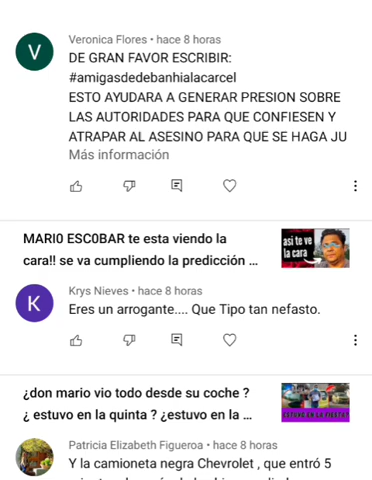 V
Veronica Flores • hace 8 horas
DE GRAN FAVOR ESCRIBIR:
#amigasdedebanhialacarcel
ESTO AYUDARA A GENERAR PRESION SOBRE
LAS AUTORIDADES PARA QUE CONFIESEN Y
ATRAPAR AL ASESINO PARA QUE SE HAGA JU
Más información
MARI0 ESC0BAR te esta viendo la
cara!! se va cumpliendo la predicción ...
asi te ve
la cara
K
Krys Nieves • hace 8 horas
Eres un arrogante.... Que Tipo tan nefasto.
¿don mario vio todo desde su coche ?
¿ estuvo en la quinta ? ¿estuvo en la ...
ESTUVO EN LA FIESTA?
Patricia Elizabeth Figueroa • hace 8 horas
Y la camioneta negra Chevrolet , que entró 5